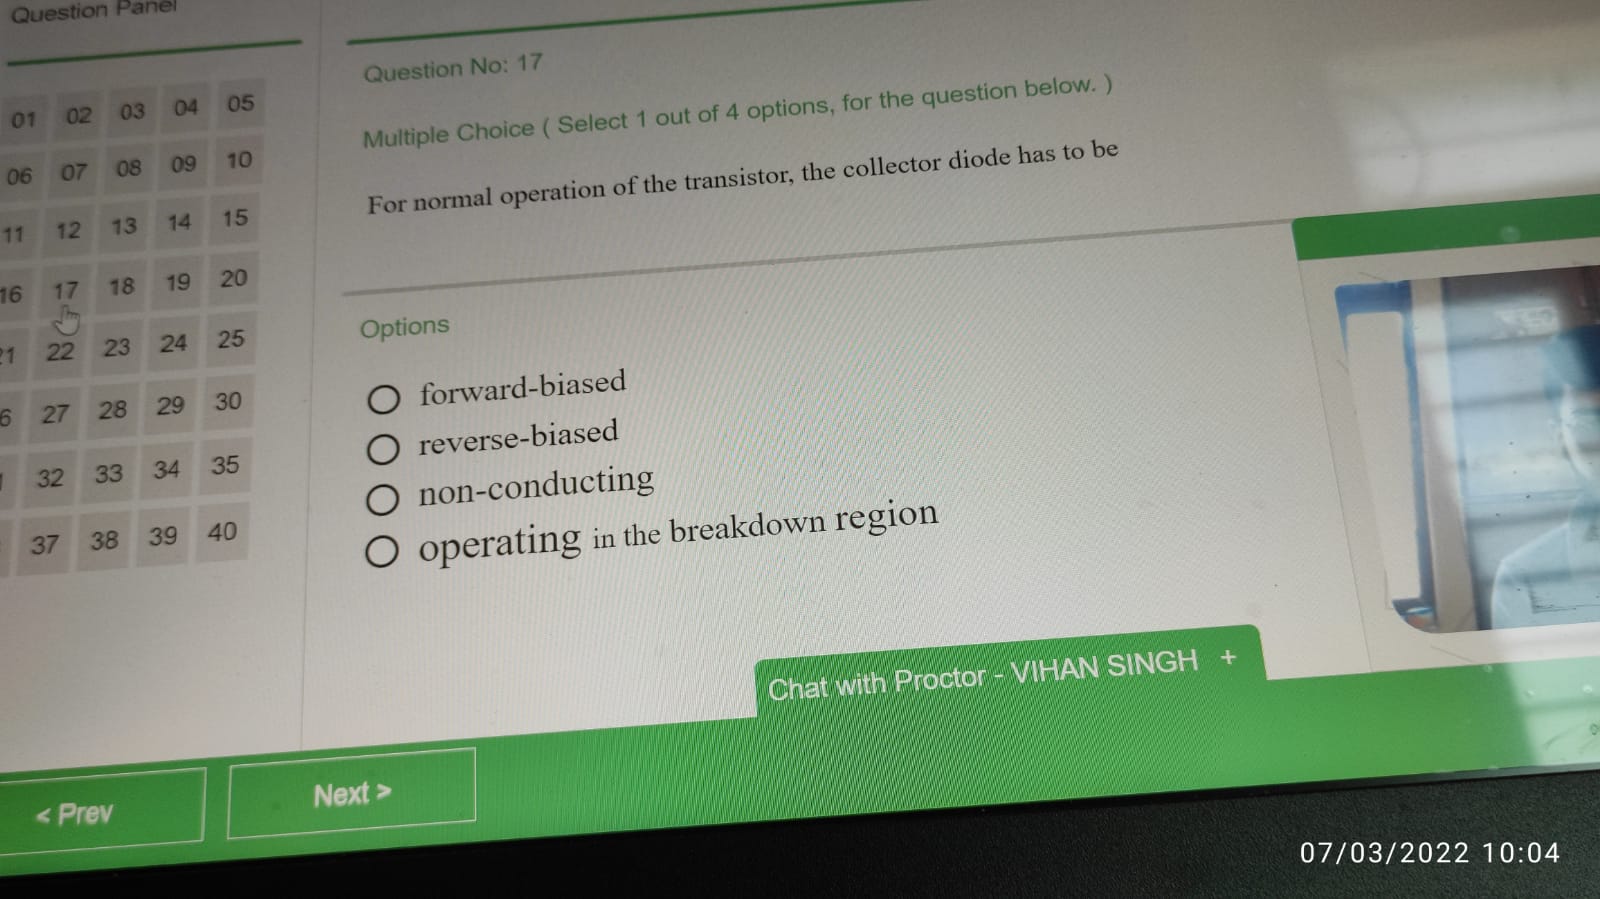 Question Panel
01 02 03 04 05
06 07 08 09 10
11 12 13 14 15
16 17 18 19 20
21 22 23 24 25
6 27 28 29 30
32 33 34 35
37 38 39 40
Question No: 17
Multiple Choice ( Select 1 out of 4 options, for the question below. )
For normal operation of the transistor, the collector diode has to be
Options
forward-biased
reverse-biased
non-conducting
operating in the breakdown region
Chat with Proctor - VIHAN SINGH +
< Prev
Next >
07/03/2022 10:04